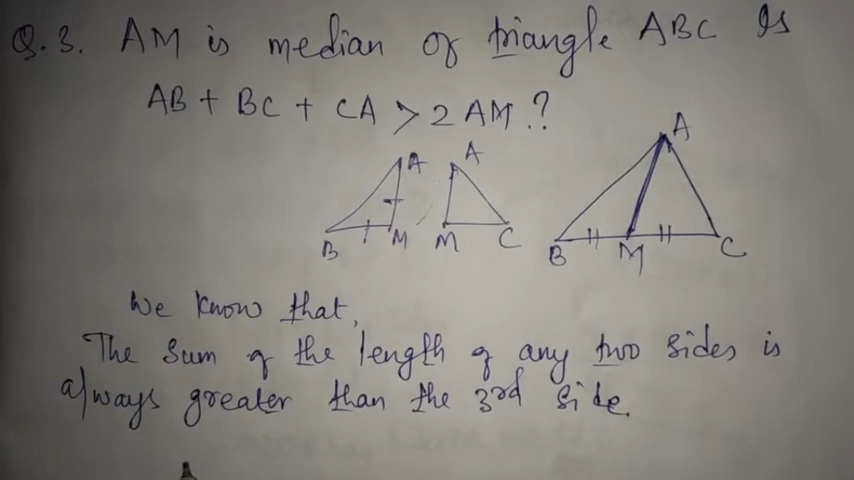 Q.3. AM is median of triangle ABC Is
AB + BC + CA > 2 AM ?
A A A
B M M C B M C
We know that,
The sum of the length of any two sides is
always greater than the 3rd side.